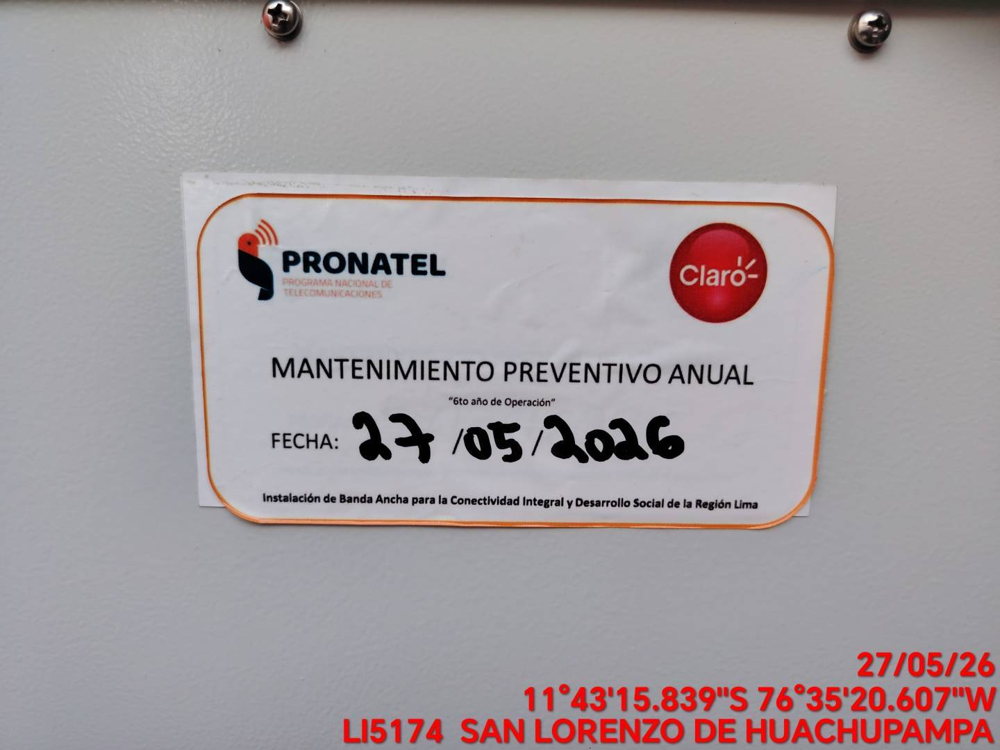 PRONATEL
PROGRAMA NACIONAL DE
TELECOMUNICACIONES
Claro
MANTENIMIENTO PREVENTIVO ANUAL
"6to año de Operación"
FECHA: 27/05/2026
Instalación de Banda Ancha para la Conectividad Integral y Desarrollo Social de la Región Lima
27/05/26
11°43'15.839"S 76°35'20.607"W
LI5174 SAN LORENZO DE HUACHUPAMPA